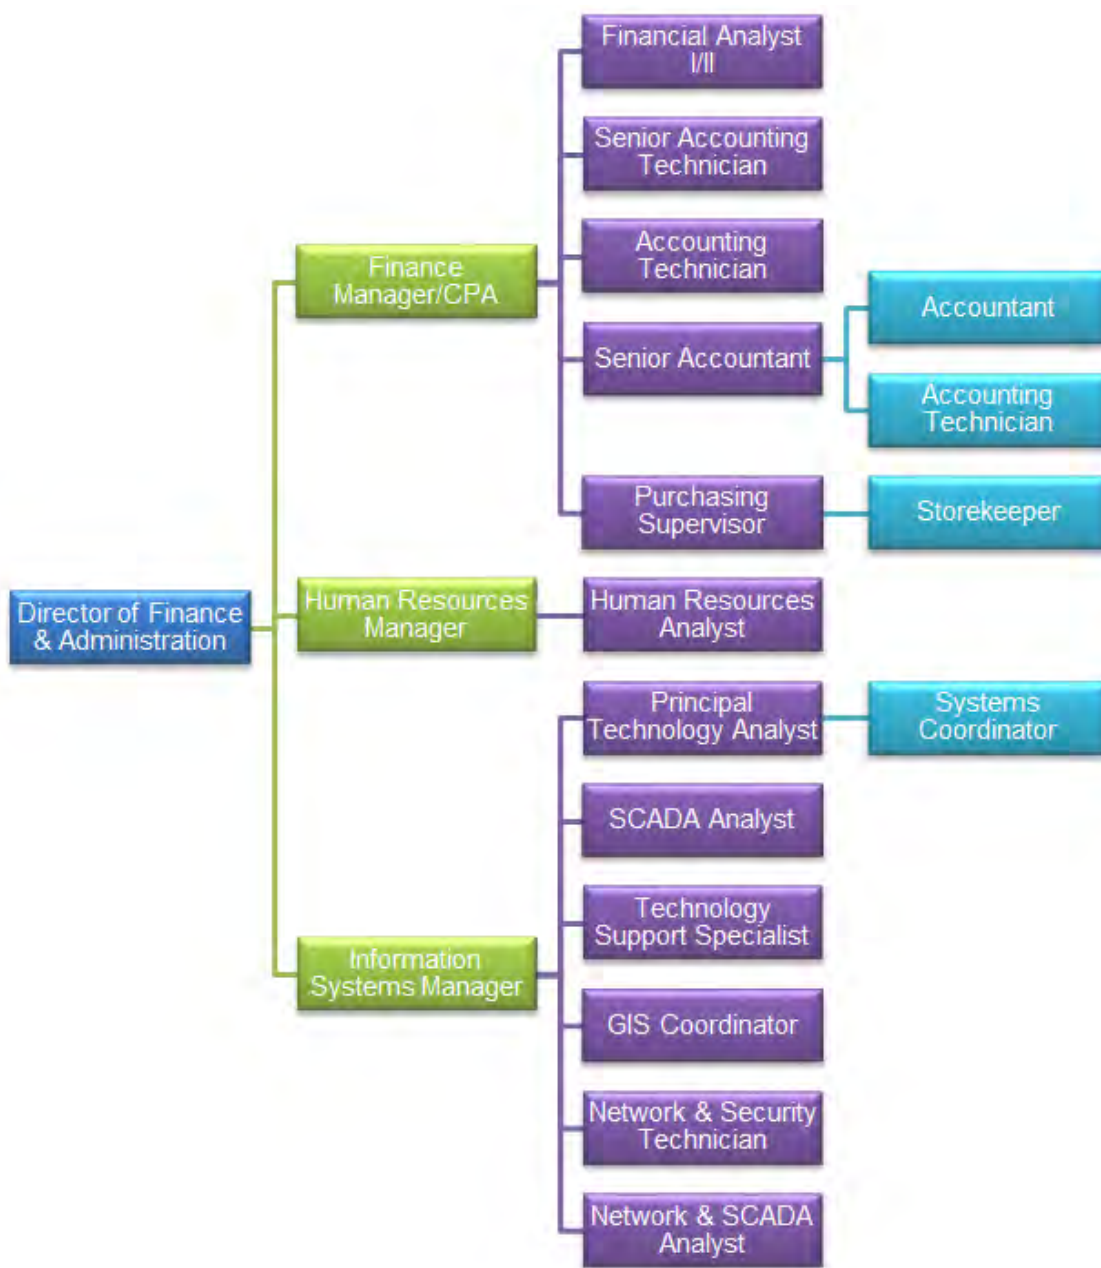 Financial Analyst
I/II
Senior Accounting
Technician
Accounting
Technician
Finance
Manager/CPA
Accountant
Senior Accountant
Accounting
Technician
Purchasing
Supervisor
Storekeeper
Director of Finance
& Administration
Human Resources
Manager
Human Resources
Analyst
Principal
Technology Analyst
Systems
Coordinator
SCADA Analyst
Technology
Support Specialist
Information
Systems Manager
GIS Coordinator
Network & Security
Technician
Network & SCADA
Analyst